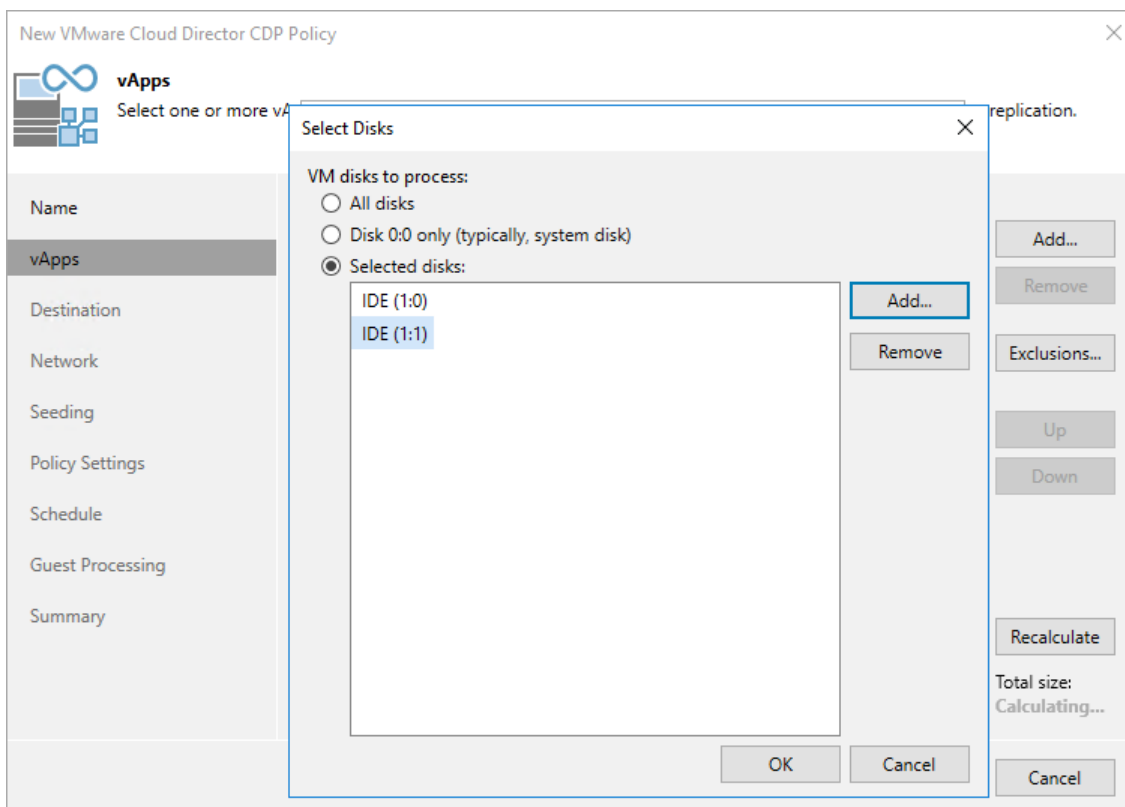 New VMware Cloud Director CDP Policy
vApps
Select one or more vA
replication.
Select Disks
VM disks to process:
All disks
Disk 0:0 only (typically, system disk)
Selected disks:
IDE (1:0)
IDE (1:1)
Add...
Remove
OK
Cancel
Name
vApps
Destination
Network
Seeding
Policy Settings
Schedule
Guest Processing
Summary
Add...
Remove
Exclusions...
Up
Down
Recalculate
Total size:
Calculating...
Cancel